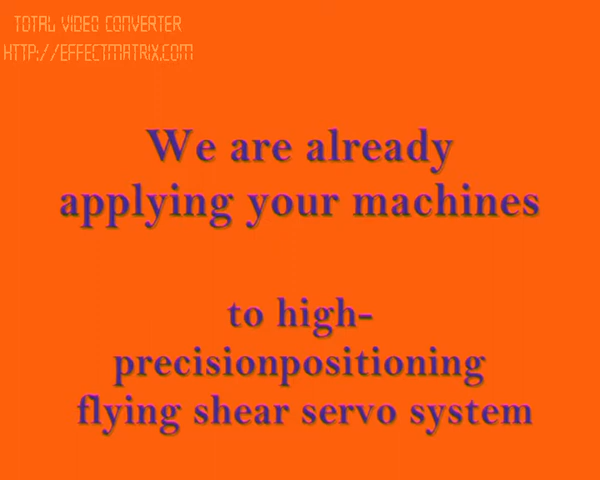 TOTAL VIDEO CONVERTER
HTTP://EFFECTMATRIX.COM
We are already
applying your machines
to high-
precisionpositioning
flying shear servo system